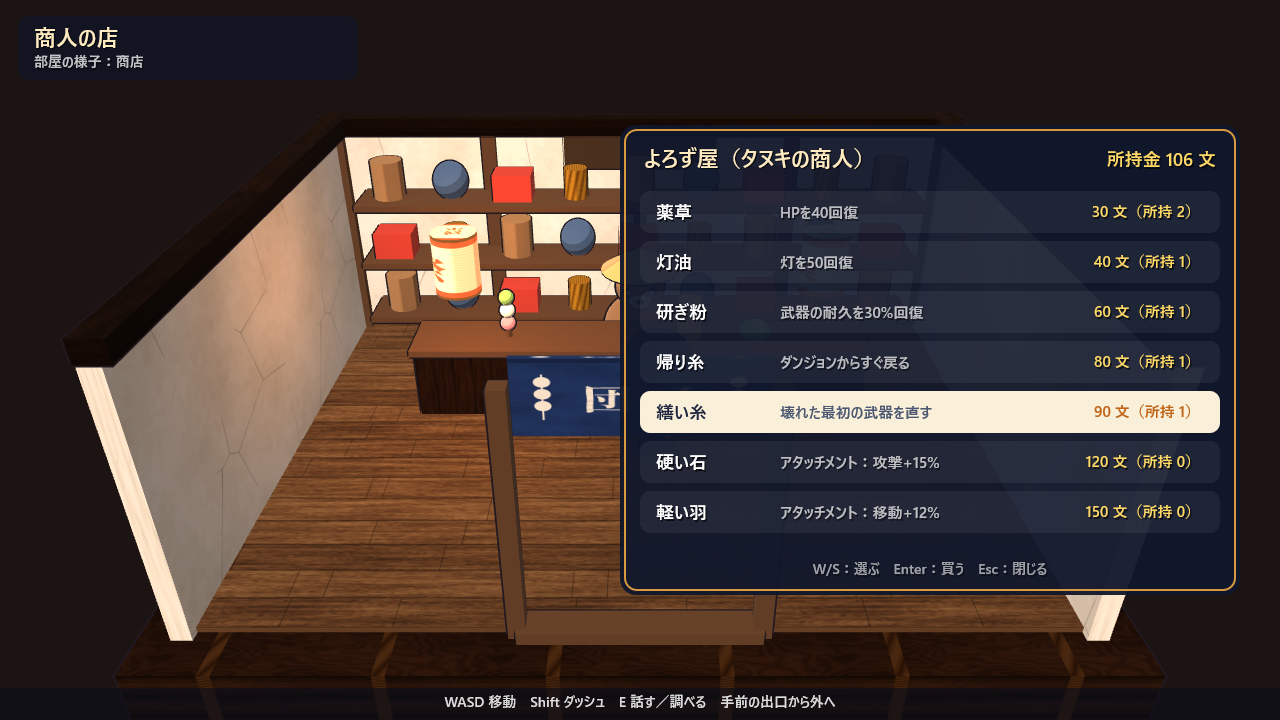 商人の店
部屋の様子：商店
よろず屋（タヌキの商人）
所持金 106 文
薬草 HPを40回復 30 文（所持 2）
灯油 灯を50回復 40 文（所持 1）
研ぎ粉 武器の耐久を30%回復 60 文（所持 1）
帰り糸 ダンジョンからすぐ戻る 80 文（所持 1）
繕い糸 壊れた最初の武器を直す 90 文（所持 1）
硬い石 アタッチメント：攻撃+15% 120 文（所持 0）
軽い羽 アタッチメント：移動+12% 150 文（所持 0）
団
W/S：選ぶ Enter：買う Esc：閉じる
WASD 移動 Shift ダッシュ E 話す／調べる 手前の出口から外へ